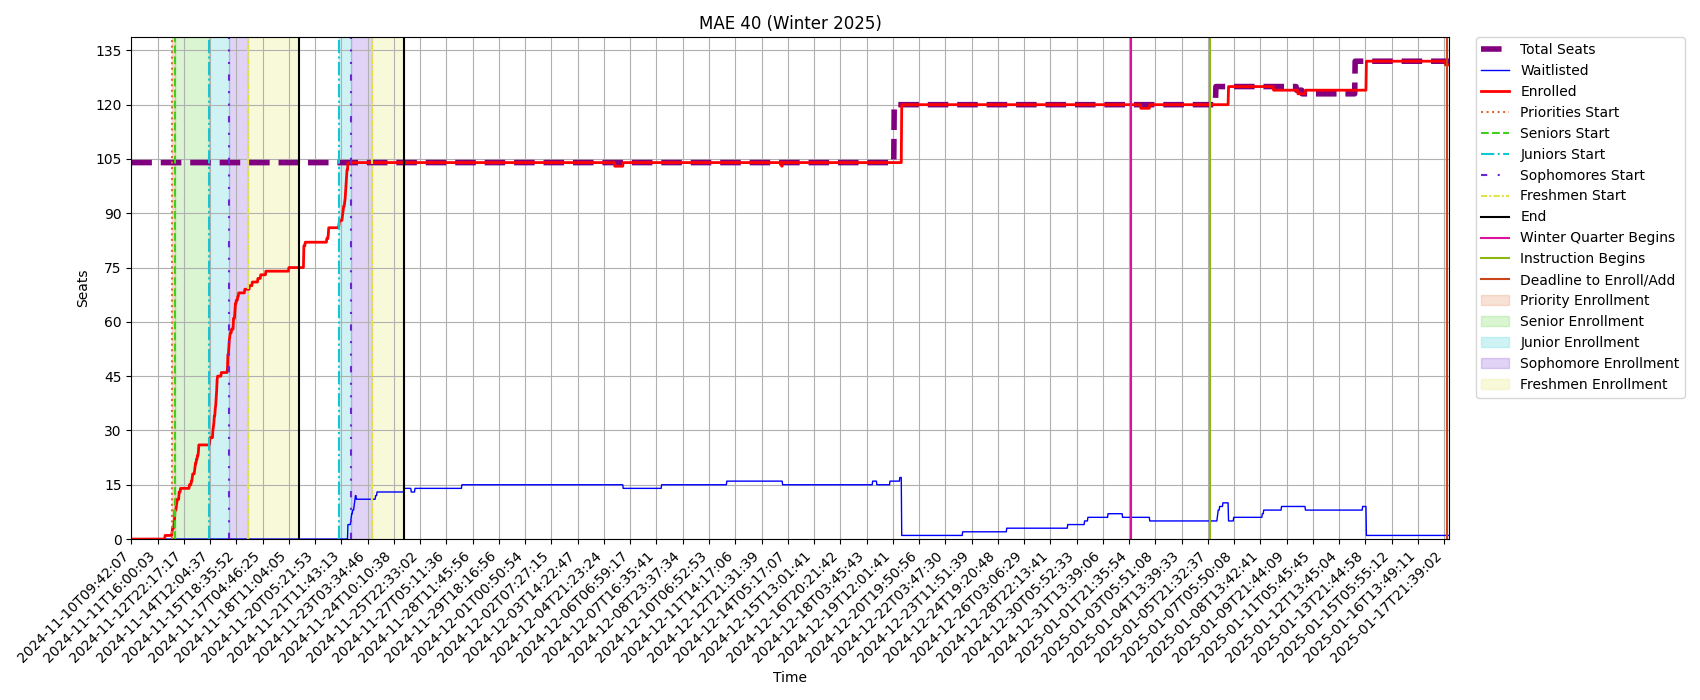 MAE 40 (Winter 2025)
Seats
135
120
105
90
75
60
45
30
15
0
2024-11-10T09:42:07
2024-11-11T16:00:03
2024-11-12T22:17:17
2024-11-14T12:04:37
2024-11-15T18:35:52
2024-11-17T04:46:25
2024-11-18T11:04:05
2024-11-20T05:21:53
2024-11-21T11:43:13
2024-11-23T03:34:46
2024-11-24T10:10:38
2024-11-25T22:33:02
2024-11-27T05:11:36
2024-11-28T11:45:56
2024-11-29T18:16:56
2024-12-01T00:50:54
2024-12-02T07:27:15
2024-12-03T14:22:47
2024-12-04T21:23:24
2024-12-06T06:59:17
2024-12-07T16:35:41
2024-12-08T23:37:34
2024-12-10T06:52:53
2024-12-11T14:17:06
2024-12-12T21:31:39
2024-12-14T05:17:07
2024-12-15T13:01:41
2024-12-16T20:21:42
2024-12-18T03:45:43
2024-12-19T12:01:41
2024-12-20T19:50:56
2024-12-22T03:47:30
2024-12-23T11:51:39
2024-12-24T19:20:48
2024-12-26T03:06:29
2024-12-28T22:13:41
2024-12-30T05:52:33
2024-12-31T13:39:06
2025-01-01T21:35:54
2025-01-03T05:51:08
2025-01-04T13:39:33
2025-01-05T21:32:37
2025-01-07T05:50:08
2025-01-08T13:42:41
2025-01-09T21:44:09
2025-01-11T05:45:45
2025-01-12T13:45:04
2025-01-13T21:44:58
2025-01-15T05:55:12
2025-01-16T13:49:11
2025-01-17T21:39:02
Time
Total Seats
Waitlisted
Enrolled
Priorities Start
Seniors Start
Juniors Start
Sophomores Start
Freshmen Start
End
Winter Quarter Begins
Instruction Begins
Deadline to Enroll/Add
Priority Enrollment
Senior Enrollment
Junior Enrollment
Sophomore Enrollment
Freshmen Enrollment